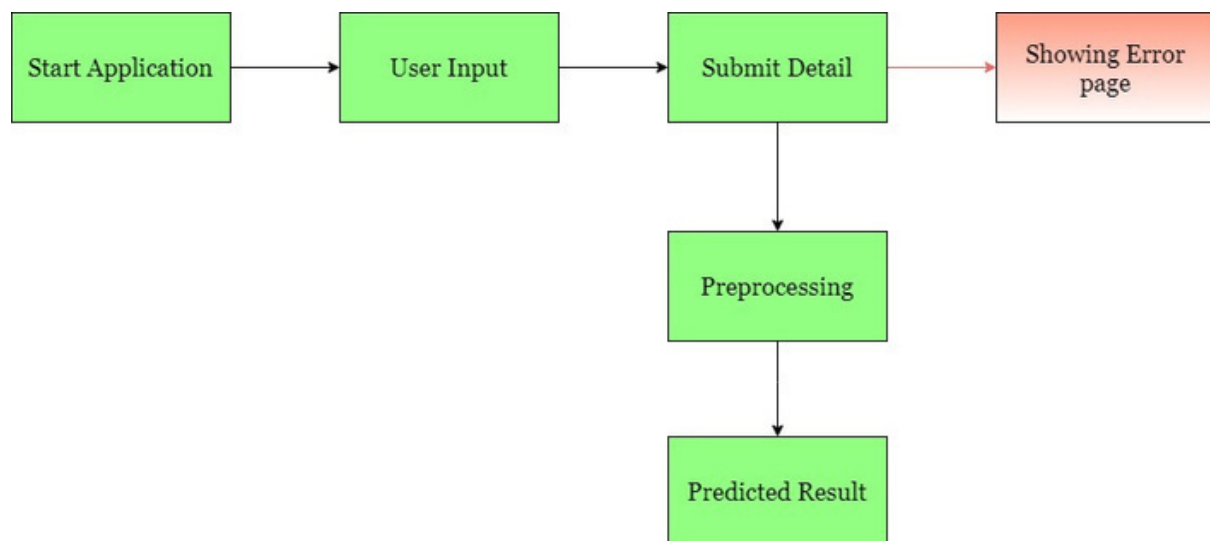 Start Application
User Input
Submit Detail
Showing Error
page
Preprocessing
Predicted Result